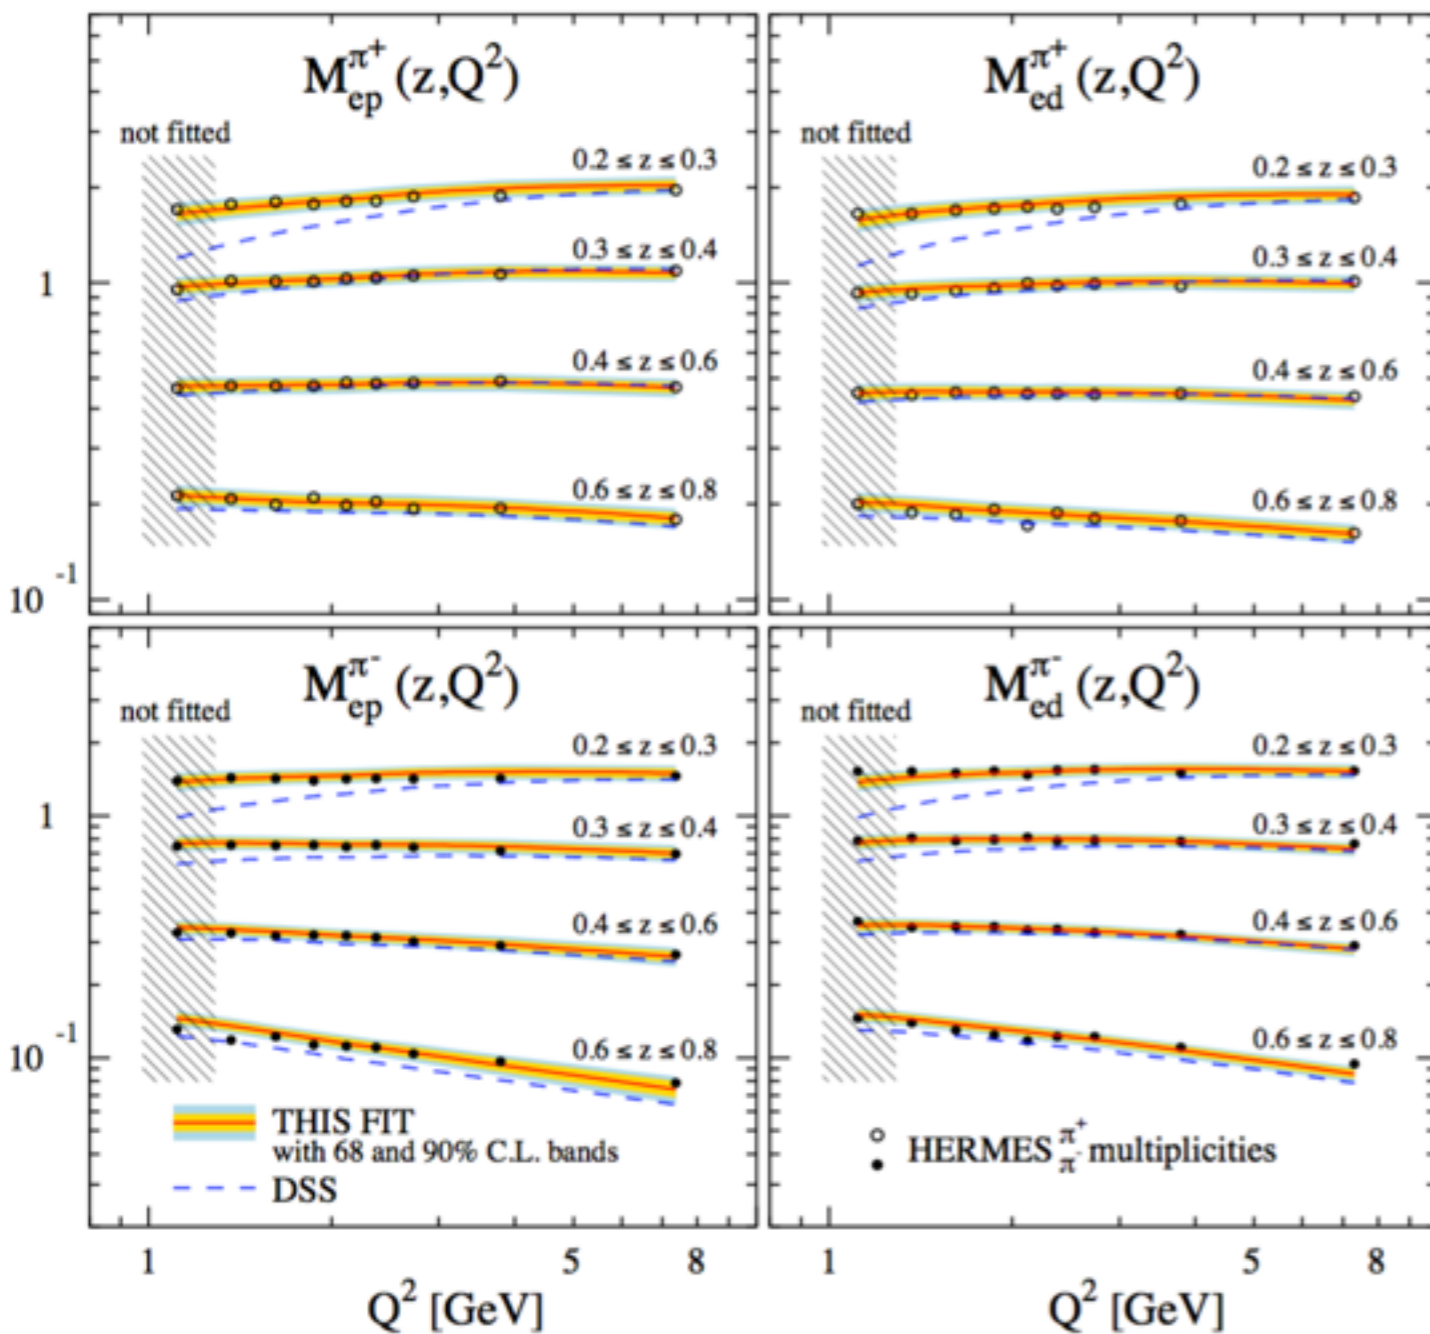 M_ep^π+ (z,Q²)
not fitted
0.2 ≤ z ≤ 0.3
0.3 ≤ z ≤ 0.4
0.4 ≤ z ≤ 0.6
0.6 ≤ z ≤ 0.8
1
10⁻¹
M_ed^π+ (z,Q²)
not fitted
0.2 ≤ z ≤ 0.3
0.3 ≤ z ≤ 0.4
0.4 ≤ z ≤ 0.6
0.6 ≤ z ≤ 0.8
M_ep^π- (z,Q²)
not fitted
0.2 ≤ z ≤ 0.3
0.3 ≤ z ≤ 0.4
0.4 ≤ z ≤ 0.6
0.6 ≤ z ≤ 0.8
1
10⁻¹
THIS FIT
with 68 and 90% C.L. bands
DSS
1 5 8
Q² [GeV]
M_ed^π- (z,Q²)
not fitted
0.2 ≤ z ≤ 0.3
0.3 ≤ z ≤ 0.4
0.4 ≤ z ≤ 0.6
0.6 ≤ z ≤ 0.8
HERMES π+ π- multiplicities
1 5 8
Q² [GeV]